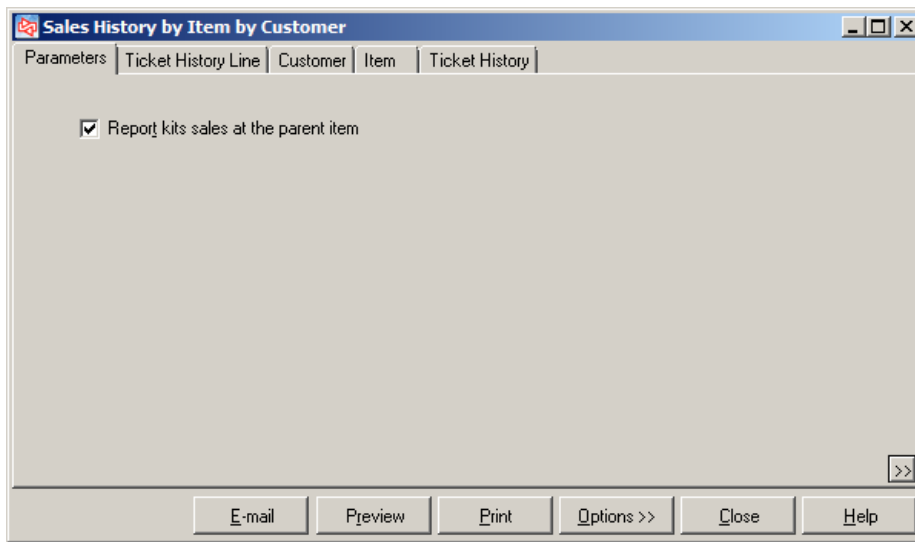 Sales History by Item by Customer
Parameters Ticket History Line Customer Item Ticket History
Report kits sales at the parent item
>>
E-mail Preview Print Options >> Close Help